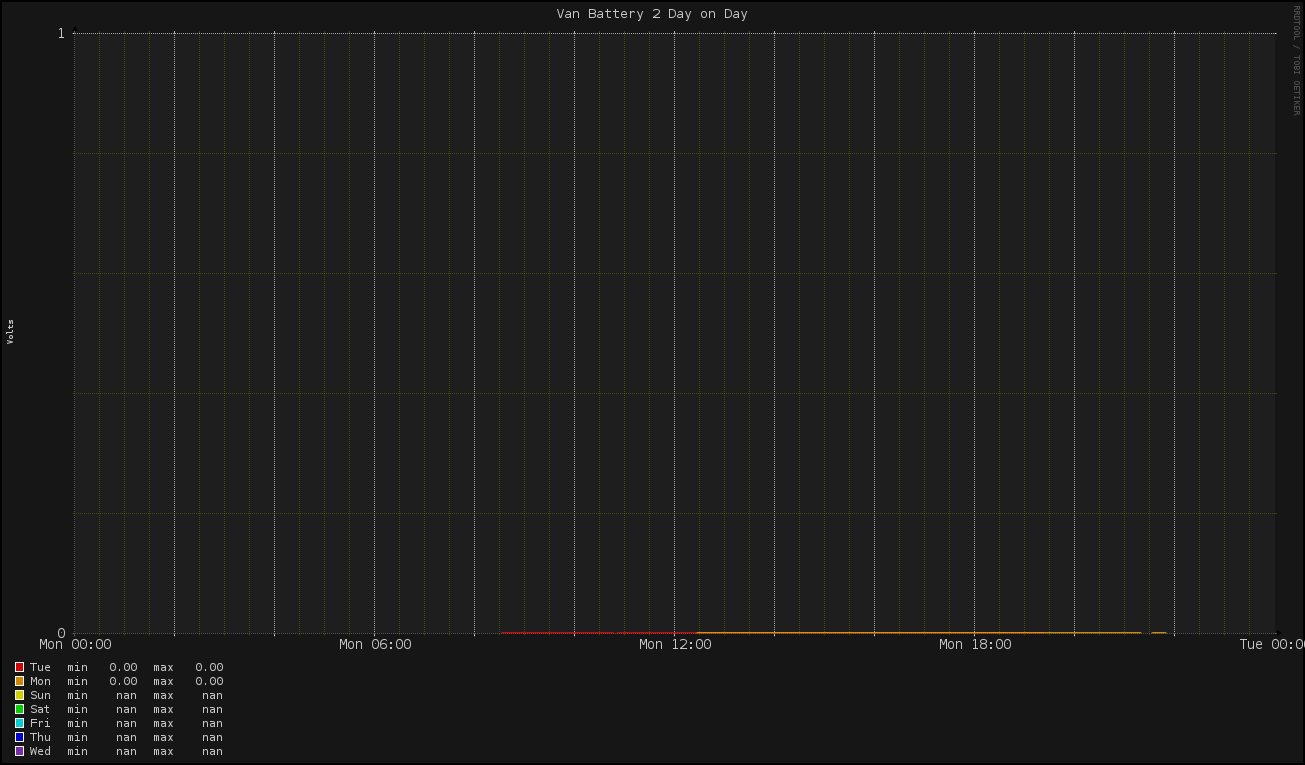 Van Battery 2 Day on Day
RRDTOOL / TOBI OETIKER
1
Volts
0
Mon 00:00 Mon 06:00 Mon 12:00 Mon 18:00 Tue 00:00
Tue min 0.00 max 0.00
Mon min 0.00 max 0.00
Sun min nan max nan
Sat min nan max nan
Fri min nan max nan
Thu min nan max nan
Wed min nan max nan